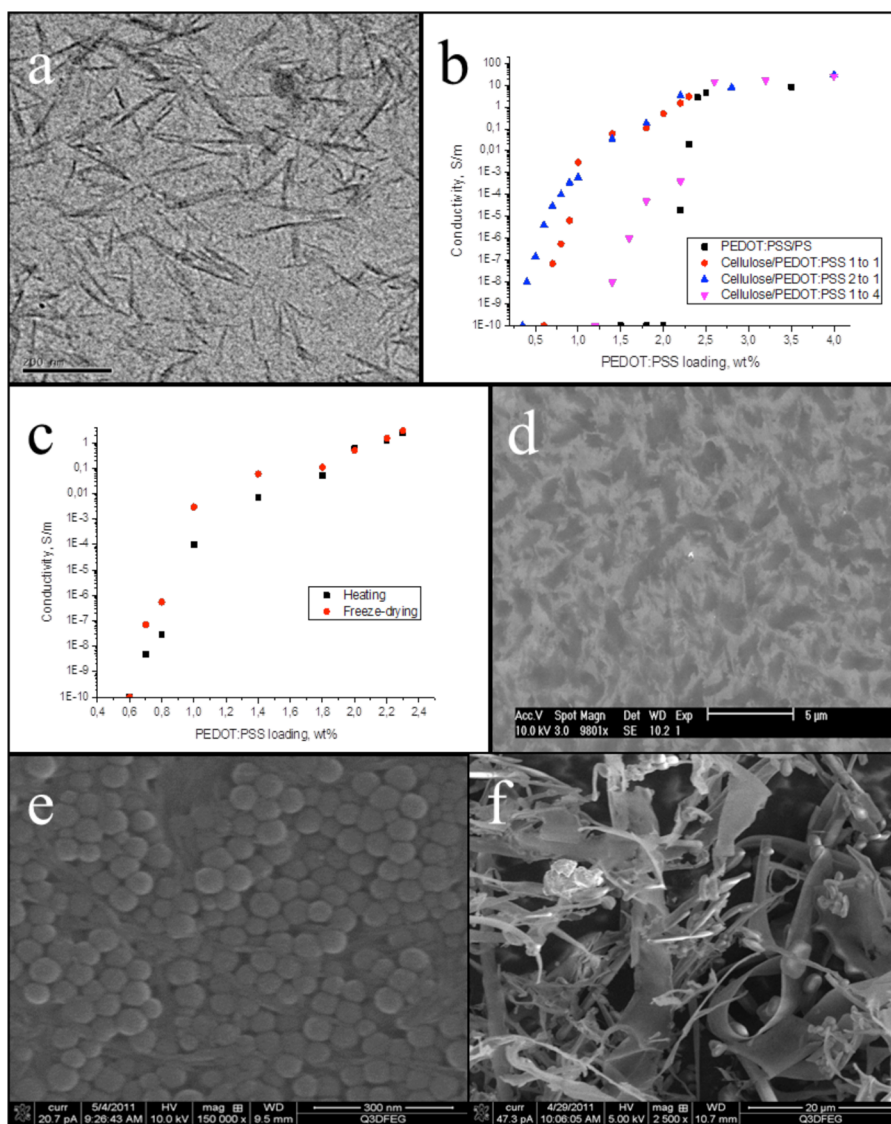 a
200 nm
b
Conductivity, S/m
100
10
1
0,1
0,01
1E-3
1E-4
1E-5
1E-6
1E-7
1E-8
1E-9
1E-10
PEDOT:PSS/PS
Cellulose/PEDOT:PSS 1 to 1
Cellulose/PEDOT:PSS 2 to 1
Cellulose/PEDOT:PSS 1 to 4
0,5 1,0 1,5 2,0 2,5 3,0 3,5 4,0
PEDOT:PSS loading, wt%
c
Conductivity, S/m
1
0,1
0,01
1E-3
1E-4
1E-5
1E-6
1E-7
1E-8
1E-9
1E-10
Heating
Freeze-drying
0,4 0,6 0,8 1,0 1,2 1,4 1,6 1,8 2,0 2,2 2,4
PEDOT:PSS loading, wt%
d
Acc.V Spot Magn Det WD Exp
10.0 kV 3.0 9801x SE 10.2 1
5 µm
e
curr 5/4/2011 HV mag WD 300 nm
20.7 pA 9:26:43 AM 10.0 kV 150 000 x 9.5 mm Q3DFEG
f
curr 4/29/2011 HV mag WD 20 µm
47.3 pA 10:06:05 AM 5.00 kV 2 500 x 10.7 mm Q3DFEG